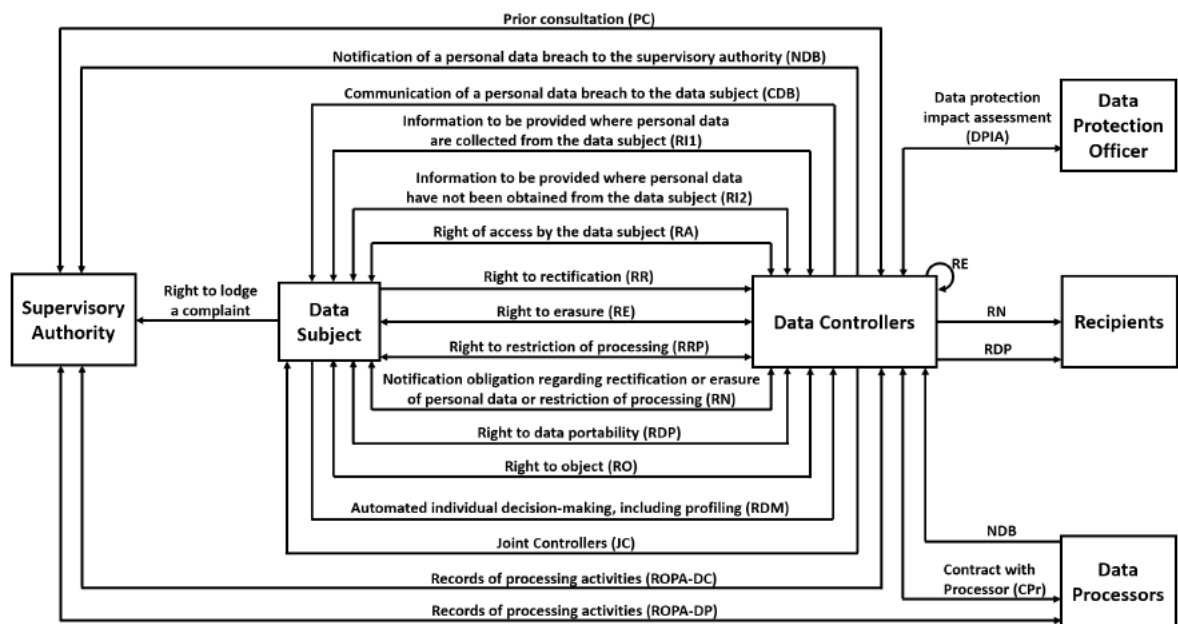 Prior consultation (PC)
Notification of a personal data breach to the supervisory authority (NDB)
Communication of a personal data breach to the data subject (CDB)
Information to be provided where personal data
are collected from the data subject (RI1)
Information to be provided where personal data
have not been obtained from the data subject (RI2)
Right of access by the data subject (RA)
Data protection
impact assessment
(DPIA)
Data
Protection
Officer
Supervisory
Authority
Right to lodge
a complaint
Data
Subject
Right to rectification (RR)
Right to erasure (RE)
Right to restriction of processing (RRP)
Data Controllers
RE
RN
RDP
Recipients
Notification obligation regarding rectification or erasure
of personal data or restriction of processing (RN)
Right to data portability (RDP)
Right to object (RO)
Automated individual decision-making, including profiling (RDM)
Joint Controllers (JC)
Records of processing activities (ROPA-DC)
Records of processing activities (ROPA-DP)
NDB
Contract with
Processor (CPr)
Data
Processors